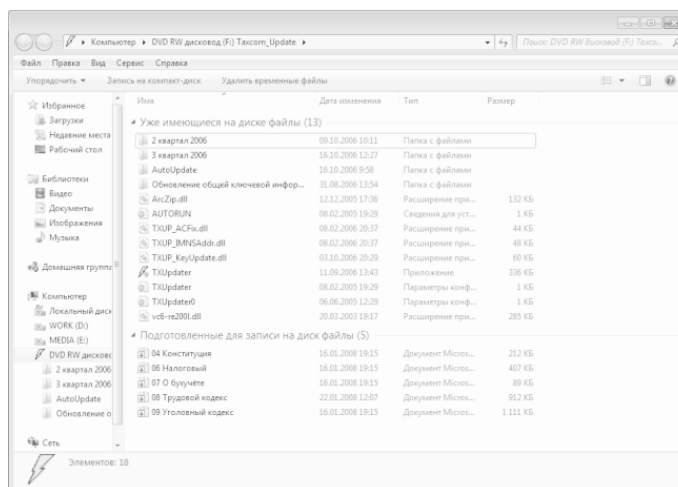 Компьютер ▸ DVD RW дисковод (F:) Taxcom_Update ▸
Поиск: DVD RW дисковод (F:) Taxco...
Файл Правка Вид Сервис Справка
Упорядочить Запись на компакт-диск Удалить временные файлы
Имя Дата изменения Тип Размер
Избранное
Загрузки
Недавние места
Рабочий стол
Библиотеки
Видео
Документы
Изображения
Музыка
Домашняя группа
Компьютер
Локальный диск
WORK (D:)
MEDIA (E:)
DVD RW дисковс
2 квартал 2006
3 квартал 2006
AutoUpdate
Обновление о
Сеть
Уже имеющиеся на диске файлы (13)
2 квартал 2006 09.10.2006 10:11 Папка с файлами
3 квартал 2006 16.10.2006 12:27 Папка с файлами
AutoUpdate 16.10.2006 9:58 Папка с файлами
Обновление общей ключевой инфор... 31.08.2006 13:54 Папка с файлами
ArcZip.dll 12.12.2005 17:36 Расширение при... 132 КБ
AUTORUN 08.02.2005 19:29 Сведения для уст... 1 КБ
TXUP_ACFix.dll 08.02.2006 20:37 Расширение при... 44 КБ
TXUP_IMNSAddr.dll 08.02.2006 20:37 Расширение при... 48 КБ
TXUP_KeyUpdate.dll 03.10.2006 20:29 Расширение при... 60 КБ
TXUpdater 11.09.2006 13:43 Приложение 336 КБ
TXUpdater 08.02.2005 19:29 Параметры конф... 1 КБ
TXUpdater0 06.06.2005 12:29 Параметры конф... 1 КБ
vc6-re200l.dll 20.03.2003 19:17 Расширение при... 285 КБ
Подготовленные для записи на диск файлы (5)
04 Конституция 16.01.2008 19:15 Документ Micros... 212 КБ
06 Налоговый 16.01.2008 19:15 Документ Micros... 407 КБ
07 О бухучёте 16.01.2008 19:15 Документ Micros... 89 КБ
08 Трудовой кодекс 22.01.2008 12:07 Документ Micros... 912 КБ
09 Уголовный кодекс 16.01.2008 19:15 Документ Micros... 1 111 КБ
Элементов: 18